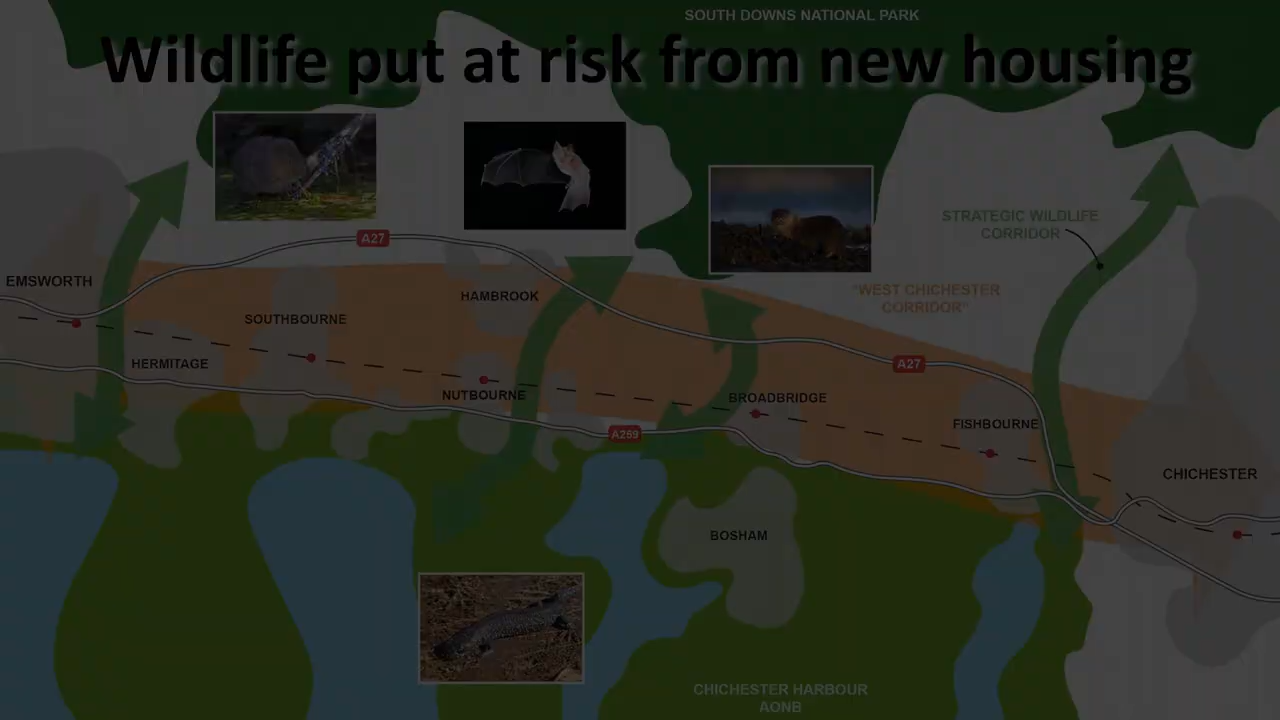 SOUTH DOWNS NATIONAL PARK
Wildlife put at risk from new housing
STRATEGIC WILDLIFE
CORRIDOR
A27
EMSWORTH
HAMBROOK
"WEST CHICHESTER
CORRIDOR"
SOUTHBOURNE
HERMITAGE
A27
NUTBOURNE
BROADBRIDGE
FISHBOURNE
A259
CHICHESTER
BOSHAM
CHICHESTER HARBOUR
AONB